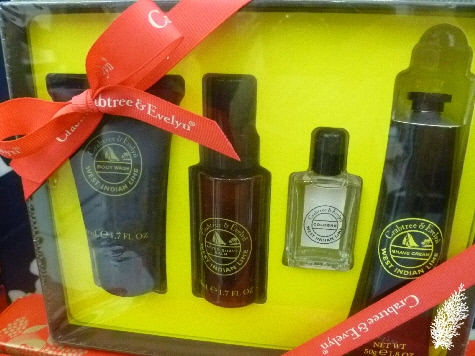 Crabtree & Evelyn®
Crabtree & Evelyn
BODY WASH
WEST INDIAN LIME
1.7 FL OZ
Crabtree & Evelyn
WEST INDIAN LIME
1.7 FL OZ
Crabtree & Evelyn
COLOGNE
WEST INDIAN
Crabtree & Evelyn
SHAVE CREAM
WEST INDIAN LIME
NET WT
50g e 1.8 OZ
Crabtree & Evelyn®